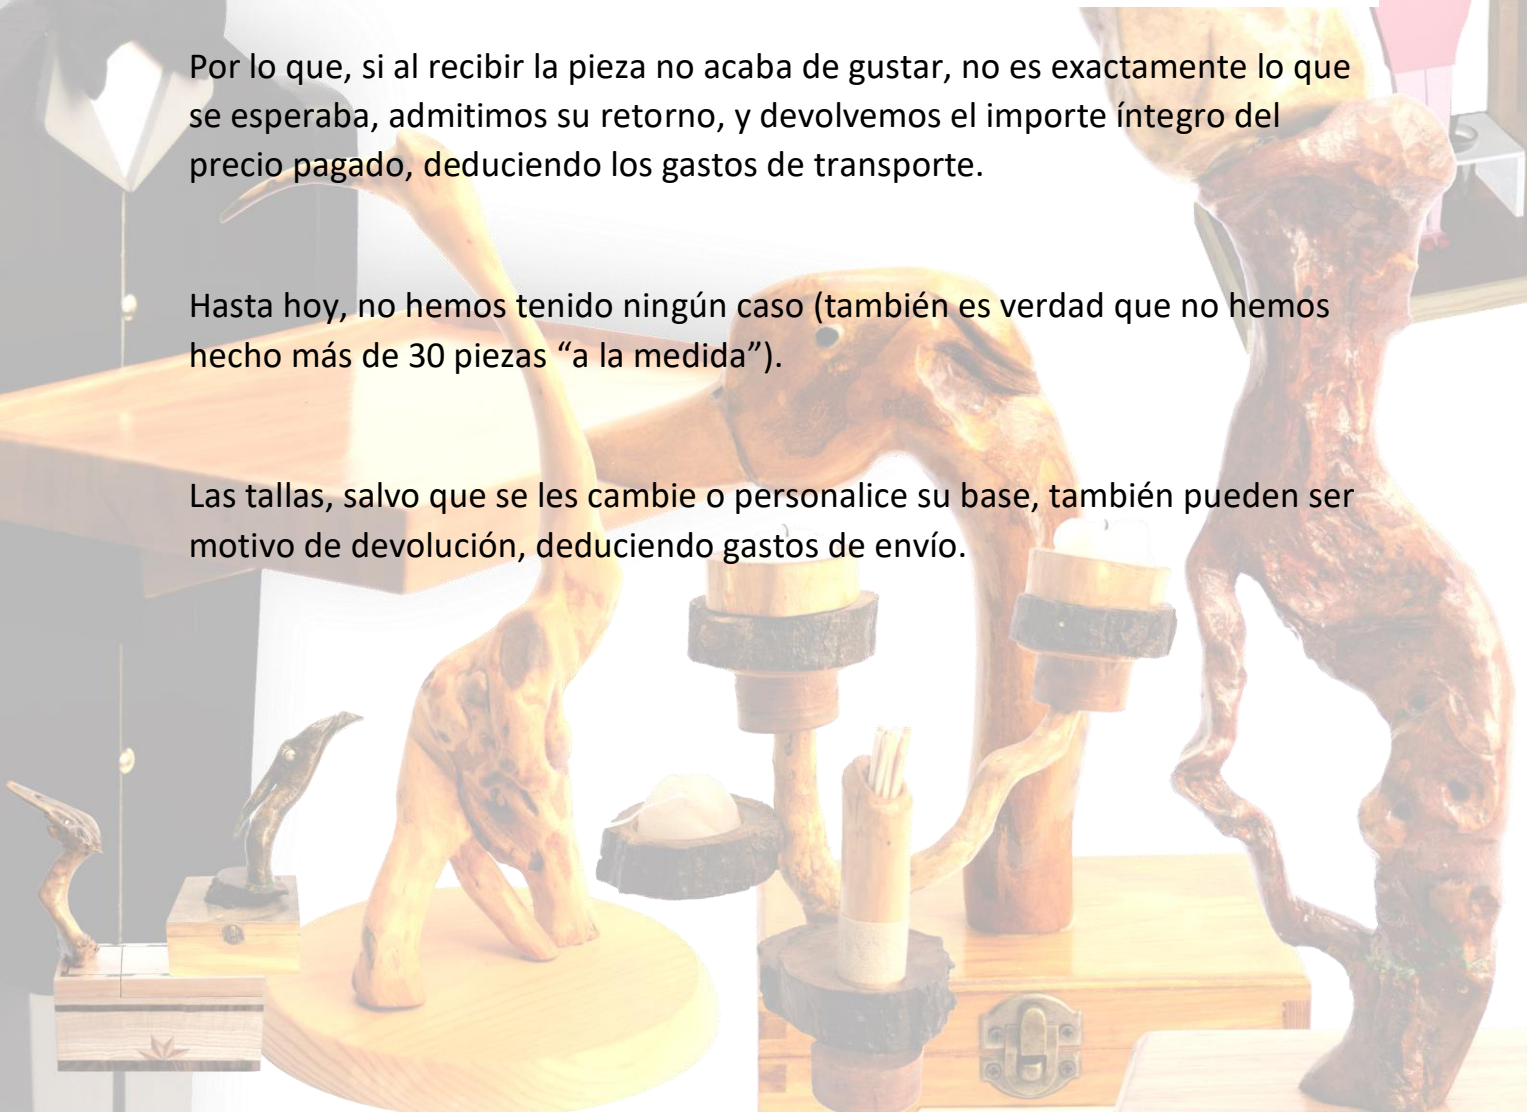 Por lo que, si al recibir la pieza no acaba de gustar, no es exactamente lo que
se esperaba, admitimos su retorno, y devolvemos el importe íntegro del
precio pagado, deduciendo los gastos de transporte.
Hasta hoy, no hemos tenido ningún caso (también es verdad que no hemos
hecho más de 30 piezas “a la medida”).
Las tallas, salvo que se les cambie o personalice su base, también pueden ser
motivo de devolución, deduciendo gastos de envío.